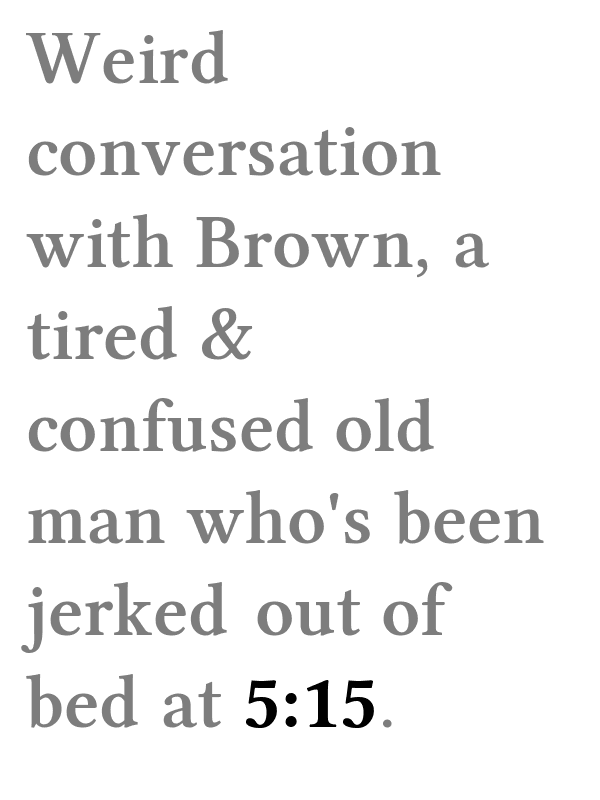 Weird
conversation
with Brown, a
tired &
confused old
man who's been
jerked out of
bed at 5:15.